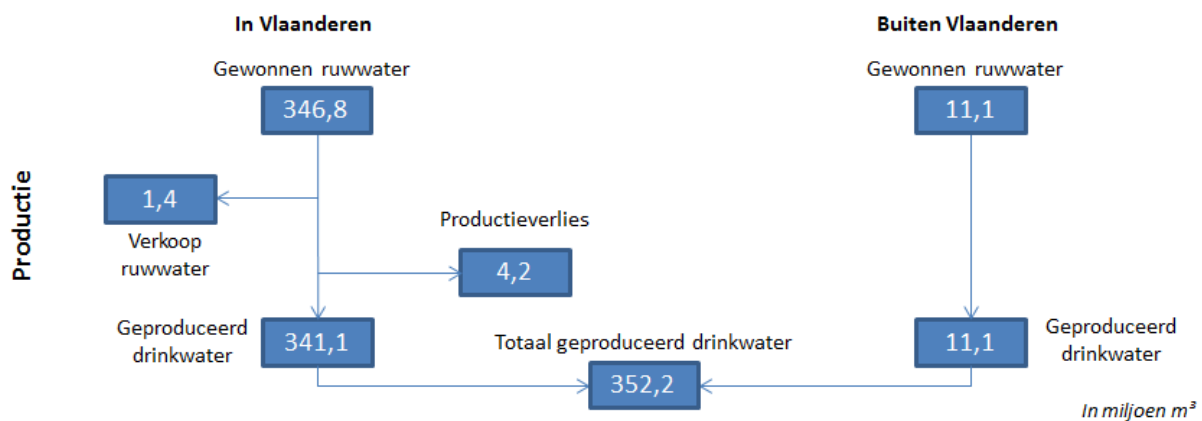 In Vlaanderen
Buiten Vlaanderen
Gewonnen ruwwater
Gewonnen ruwwater
346,8
11,1
Productie
1,4
Verkoop
ruwwater
Productieverlies
4,2
Geproduceerd
drinkwater
341,1
Totaal geproduceerd drinkwater
352,2
11,1
Geproduceerd
drinkwater
In miljoen m³